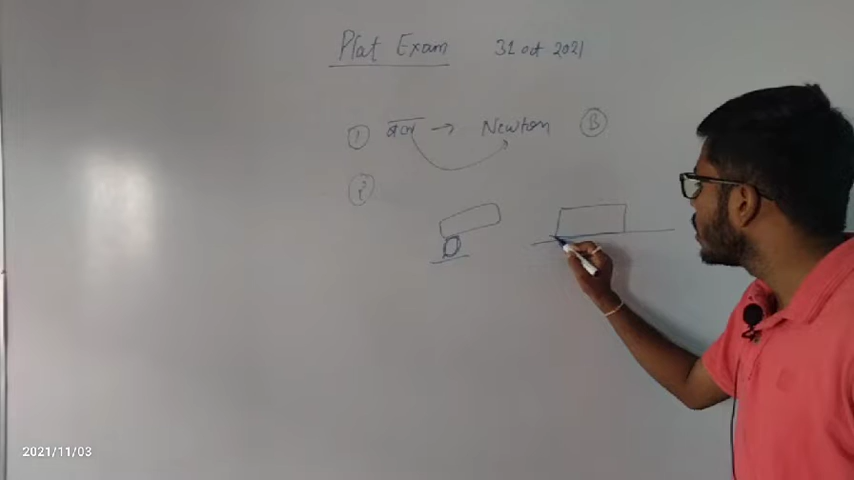 Plat Exam 31 oct 2021
① बल → Newton Ⓑ
②
2021/11/03